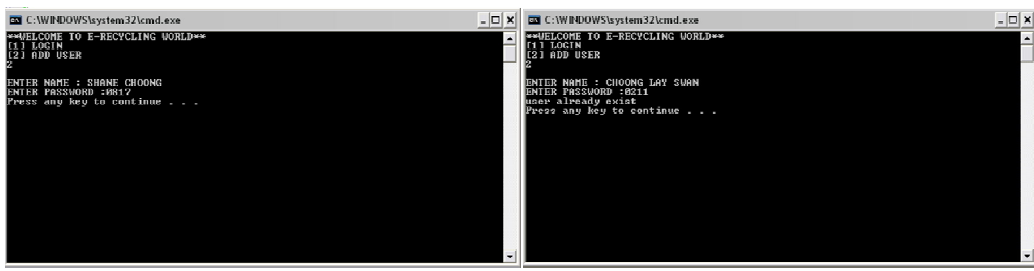 C:\WINDOWS\system32\cmd.exe
**WELCOME TO E-RECYCLING WORLD**
[1] LOGIN
[2] ADD USER
2
ENTER NAME : SHANE CHOONG
ENTER PASSWORD :0817
Press any key to continue . . .
C:\WINDOWS\system32\cmd.exe
**WELCOME TO E-RECYCLING WORLD**
[1] LOGIN
[2] ADD USER
2
ENTER NAME : CHOONG LAY SWAN
ENTER PASSWORD :0211
user already exist
Press any key to continue . . .